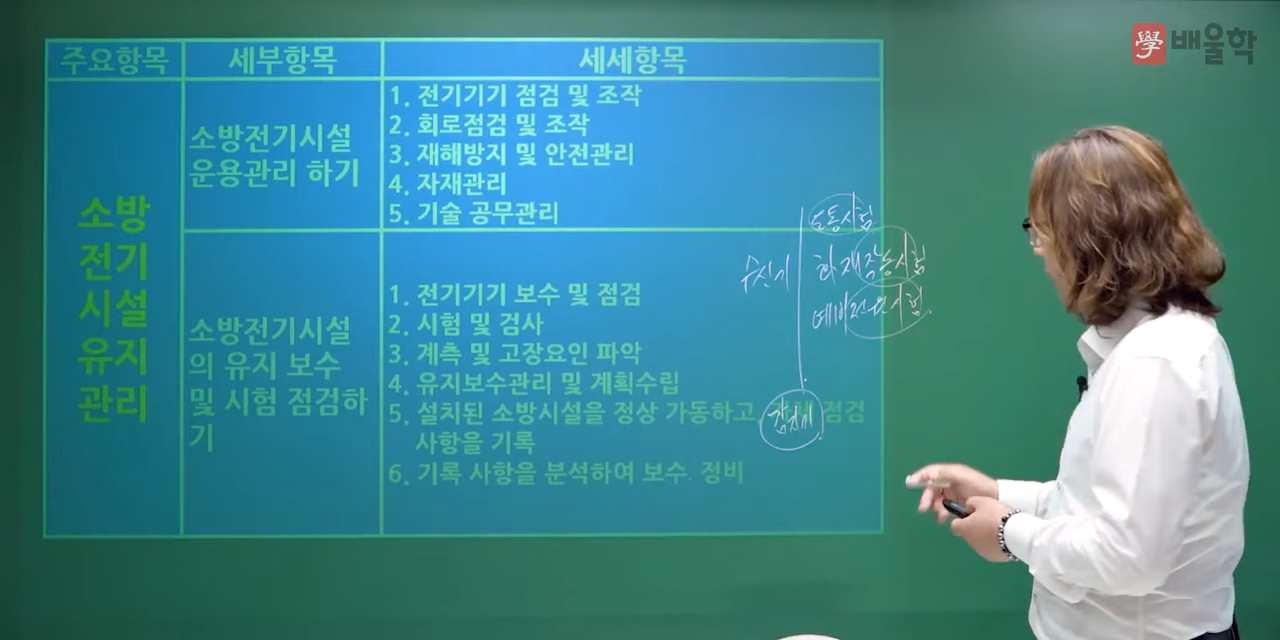 學 배울학
주요항목
세부항목
세세항목
소방
전기
시설
유지
관리
소방전기시설
운용관리 하기
1. 전기기기 점검 및 조작
2. 회로점검 및 조작
3. 재해방지 및 안전관리
4. 자재관리
5. 기술 공무관리
소방전기시설
의 유지 보수
및 시험 점검하
기
1. 전기기기 보수 및 점검
2. 시험 및 검사
3. 계측 및 고장요인 파악
4. 유지보수관리 및 계획수립
5. 설치된 소방시설을 정상 가동하고, 점검
사항을 기록
6. 기록 사항을 분석하여 보수. 정비
수신기
도통시험
화재작동시험
예비전원시험.
감지기